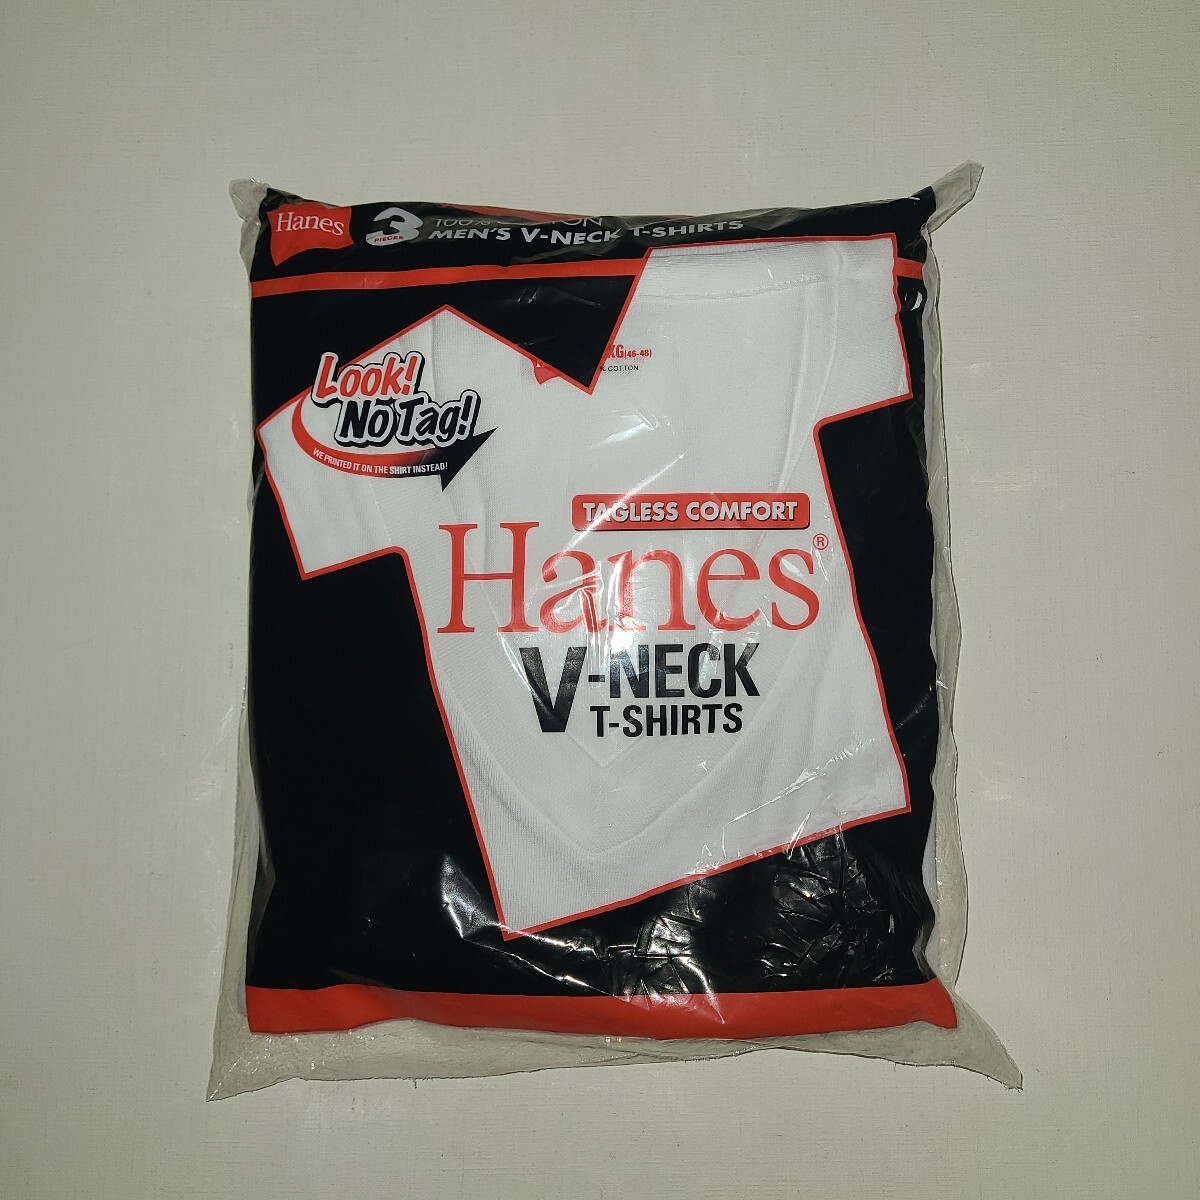 Hanes
3
PIECES
MEN'S V-NECK T-SHIRTS
(46-48)
COTTON
Look!
No Tag!
WE PRINTED IT ON THE SHIRT INSTEAD!
TAGLESS COMFORT
Hanes®
V-NECK
T-SHIRTS